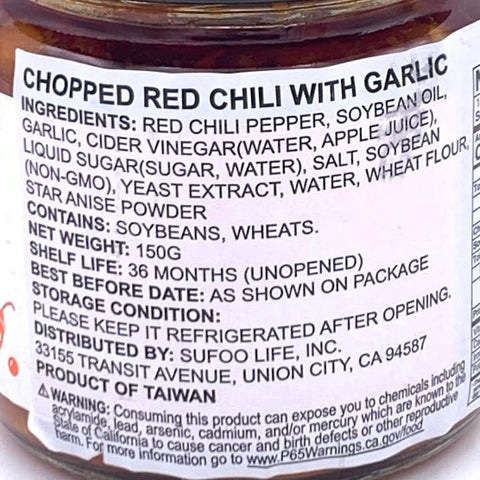 CHOPPED RED CHILI WITH GARLIC
INGREDIENTS: RED CHILI PEPPER, SOYBEAN OIL,
GARLIC, CIDER VINEGAR(WATER, APPLE JUICE),
LIQUID SUGAR(SUGAR, WATER), SALT, SOYBEAN
(NON-GMO), YEAST EXTRACT, WATER, WHEAT FLOUR,
STAR ANISE POWDER
CONTAINS: SOYBEANS, WHEATS.
NET WEIGHT: 150G
SHELF LIFE: 36 MONTHS (UNOPENED)
BEST BEFORE DATE: AS SHOWN ON PACKAGE
STORAGE CONDITION:
PLEASE KEEP IT REFRIGERATED AFTER OPENING.
DISTRIBUTED BY: SUFOO LIFE, INC.
33155 TRANSIT AVENUE, UNION CITY, CA 94587
PRODUCT OF TAIWAN
⚠WARNING: Consuming this product can expose you to chemicals including
acrylamide, lead, arsenic, cadmium, and/or mercury which are known to the
State of California to cause cancer and birth defects or other reproductive
harm. For more information go to www.P65Warnings.ca.gov/food